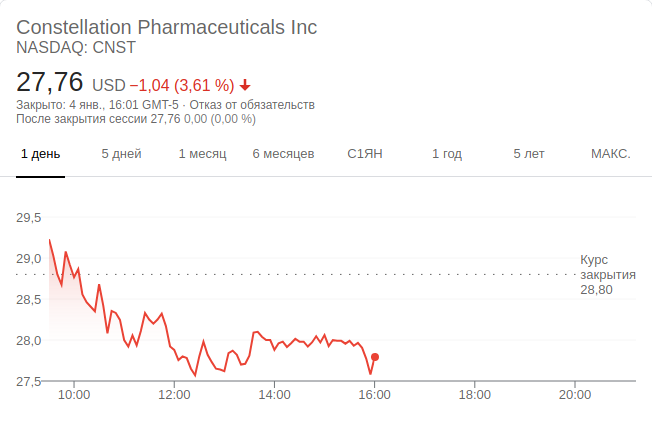 Constellation Pharmaceuticals Inc
NASDAQ: CNST
27,76 USD −1,04 (3,61 %)
Закрыто: 4 янв., 16:01 GMT-5 · Отказ от обязательств
После закрытия сессии 27,76 0,00 (0,00 %)
1 день 5 дней 1 месяц 6 месяцев С1ЯН 1 год 5 лет МАКС.
29,5
29,0
28,5
28,0
27,5
Курс
закрытия
28,80
10:00 12:00 14:00 16:00 18:00 20:00